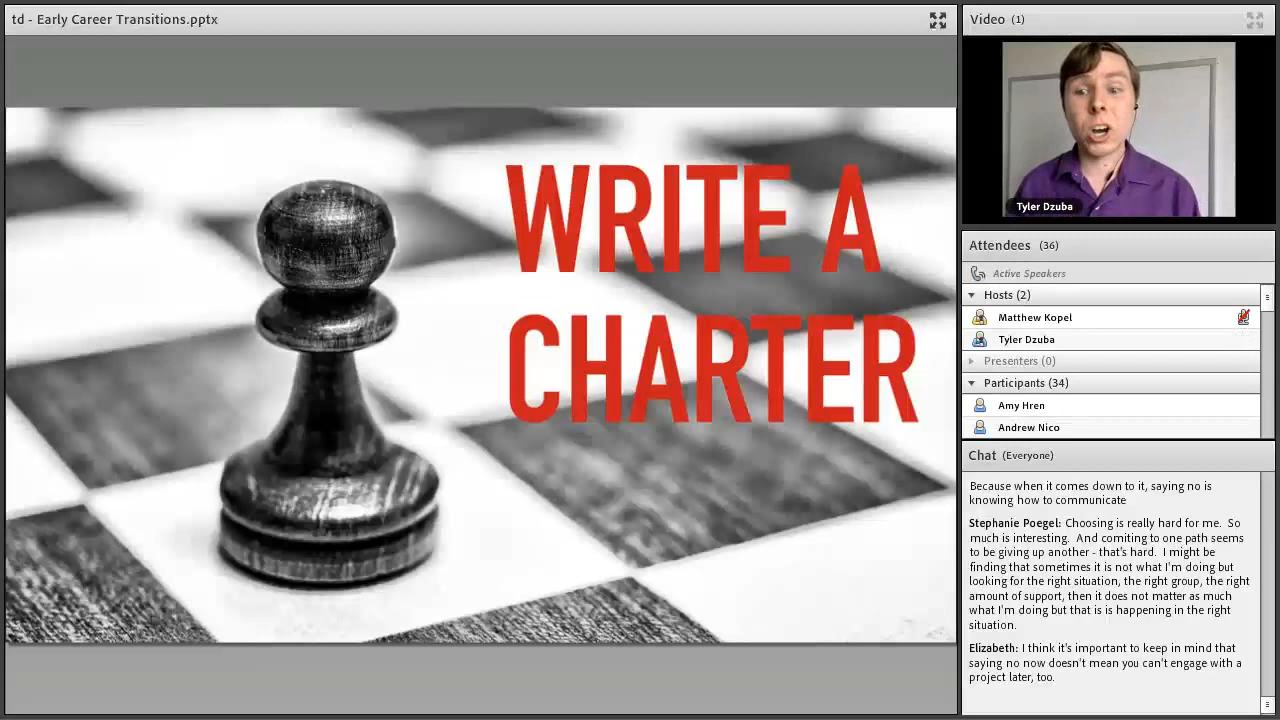 td - Early Career Transitions.pptx
WRITE A
CHARTER
Video (1)
Tyler Dzuba
Attendees (36)
Active Speakers
Hosts (2)
Matthew Kopel
Tyler Dzuba
Presenters (0)
Participants (34)
Amy Hren
Andrew Nico
Chat (Everyone)
Because when it comes down to it, saying no is
knowing how to communicate
Stephanie Poegel: Choosing is really hard for me. So
much is interesting. And comiting to one path seems
to be giving up another - that's hard. I might be
finding that sometimes it is not what I'm doing but
looking for the right situation, the right group, the right
amount of support, then it does not matter as much
what I'm doing but that is is happening in the right
situation.
Elizabeth: I think it's important to keep in mind that
saying no now doesn't mean you can't engage with a
project later, too.